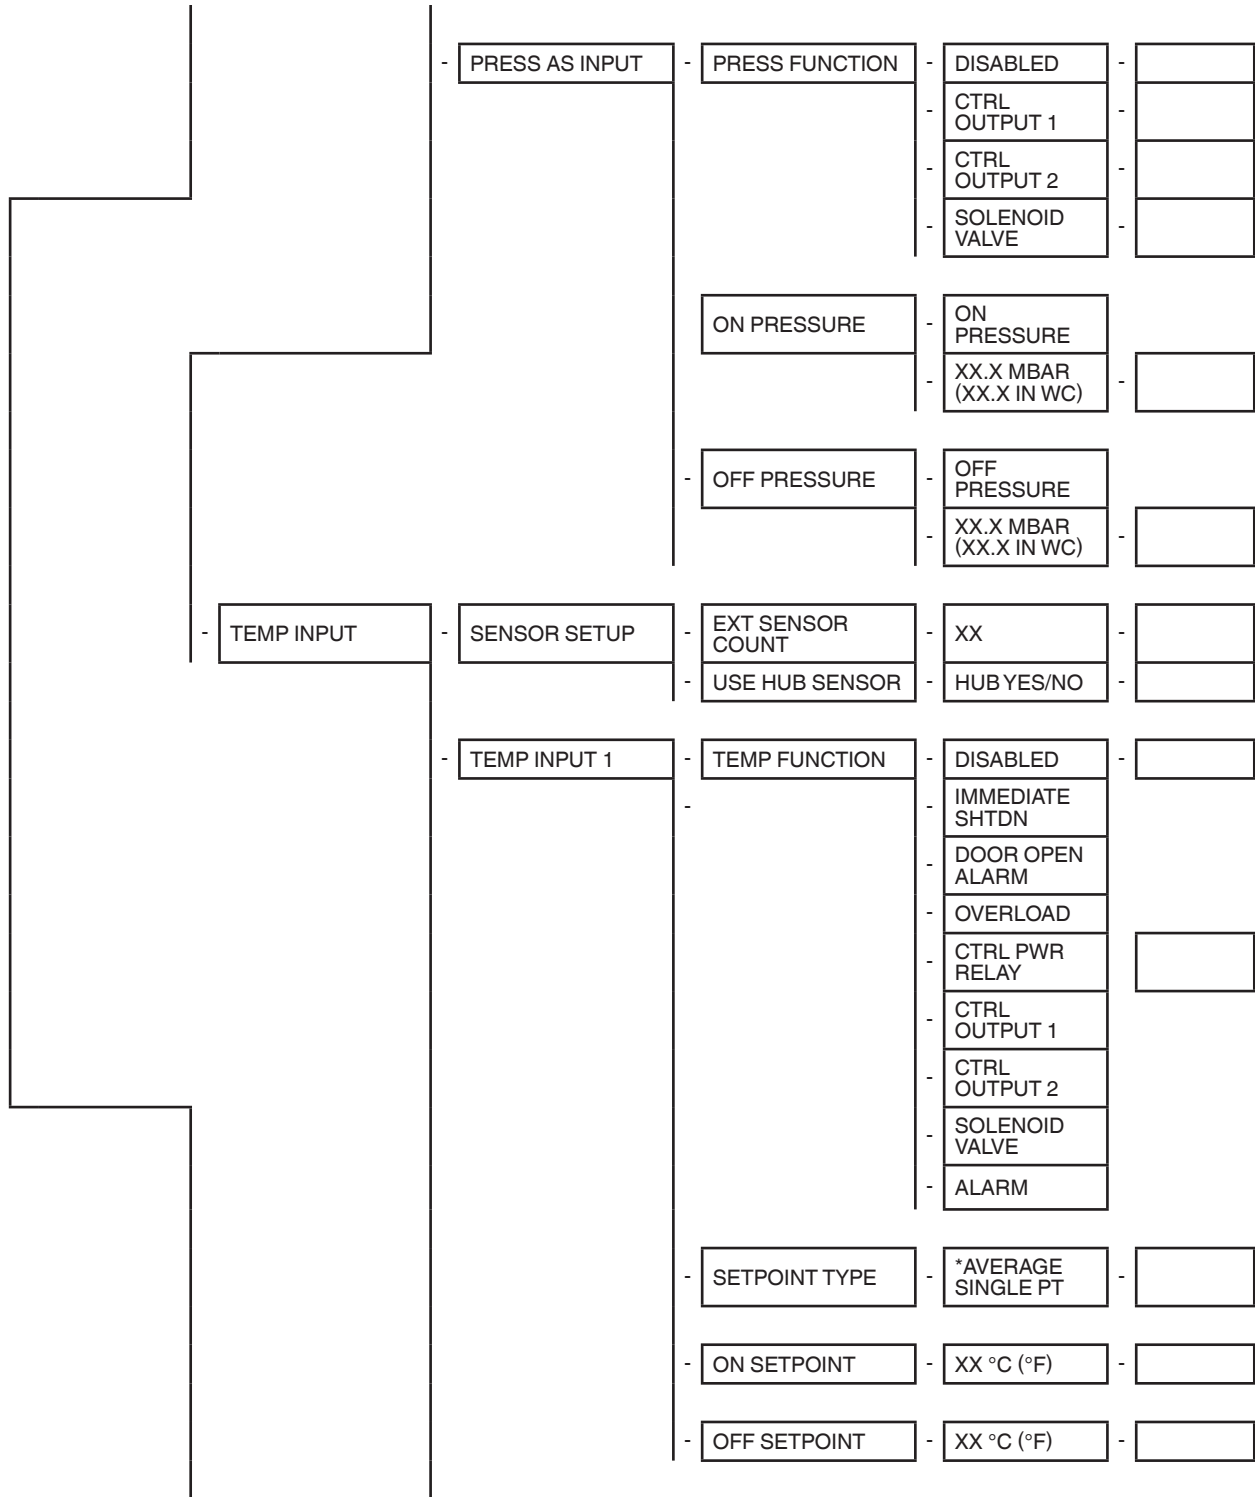 - PRESS AS INPUT - PRESS FUNCTION - DISABLED -
- CTRL -
OUTPUT 1
- CTRL -
OUTPUT 2
- SOLENOID -
VALVE
ON PRESSURE - ON
PRESSURE
- XX.X MBAR -
(XX.X IN WC)
- OFF PRESSURE - OFF
PRESSURE
- XX.X MBAR -
(XX.X IN WC)
- TEMP INPUT - SENSOR SETUP - EXT SENSOR - XX -
COUNT
- USE HUB SENSOR - HUB YES/NO -
- TEMP INPUT 1 - TEMP FUNCTION - DISABLED -
- - IMMEDIATE
SHTDN
- DOOR OPEN
ALARM
- OVERLOAD
- CTRL PWR
RELAY
- CTRL
OUTPUT 1
- CTRL
OUTPUT 2
- SOLENOID
VALVE
- ALARM
- SETPOINT TYPE - *AVERAGE -
SINGLE PT
- ON SETPOINT - XX °C (°F) -
- OFF SETPOINT - XX °C (°F) -